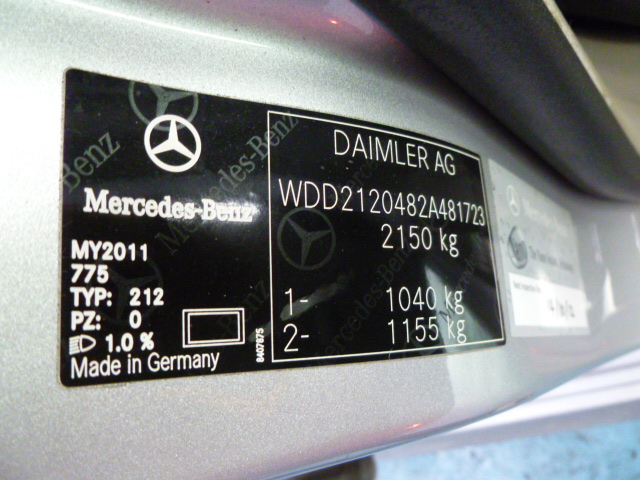 Mercedes-Benz
MY2011
775
TYP: 212
PZ: 0
1.0 %
Made in Germany
8407675
DAIMLER AG
WDD2120482A481723
2150 kg
1- 1040 kg
2- 1155 kg